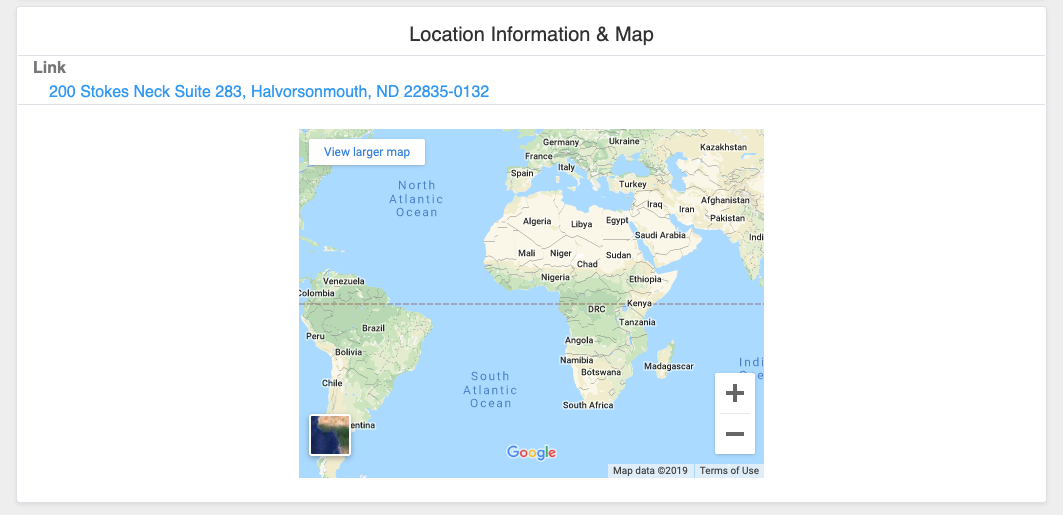 Location Information & Map
Link
200 Stokes Neck Suite 283, Halvorsonmouth, ND 22835-0132
View larger map
Germany
Ukraine
Kazakhstan
France
Italy
Spain
Turkey
North
Atlantic
Ocean
Iraq
Iran
Afghanistan
Pakistan
Algeria
Libya
Egypt
Saudi Arabia
Indi
Mali
Niger
Chad
Sudan
Nigeria
Ethiopia
Venezuela
Colombia
DRC
Kenya
Tanzania
Brazil
Peru
Angola
Bolivia
Namibia
Botswana
Madagascar
Indi
Chile
South
Atlantic
Ocean
South Africa
entina
Google
Map data ©2019
Terms of Use